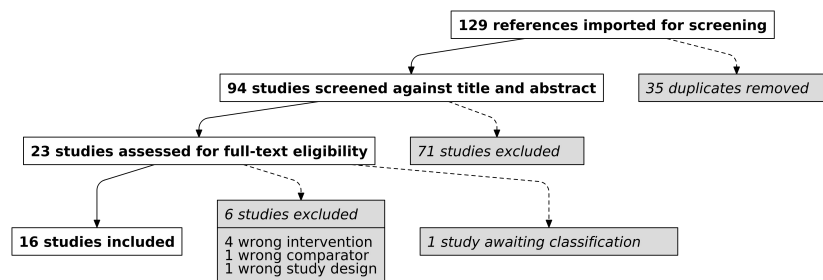 129 references imported for screening
94 studies screened against title and abstract
35 duplicates removed
23 studies assessed for full-text eligibility
71 studies excluded
16 studies included
6 studies excluded
4 wrong intervention
1 wrong comparator
1 wrong study design
1 study awaiting classification